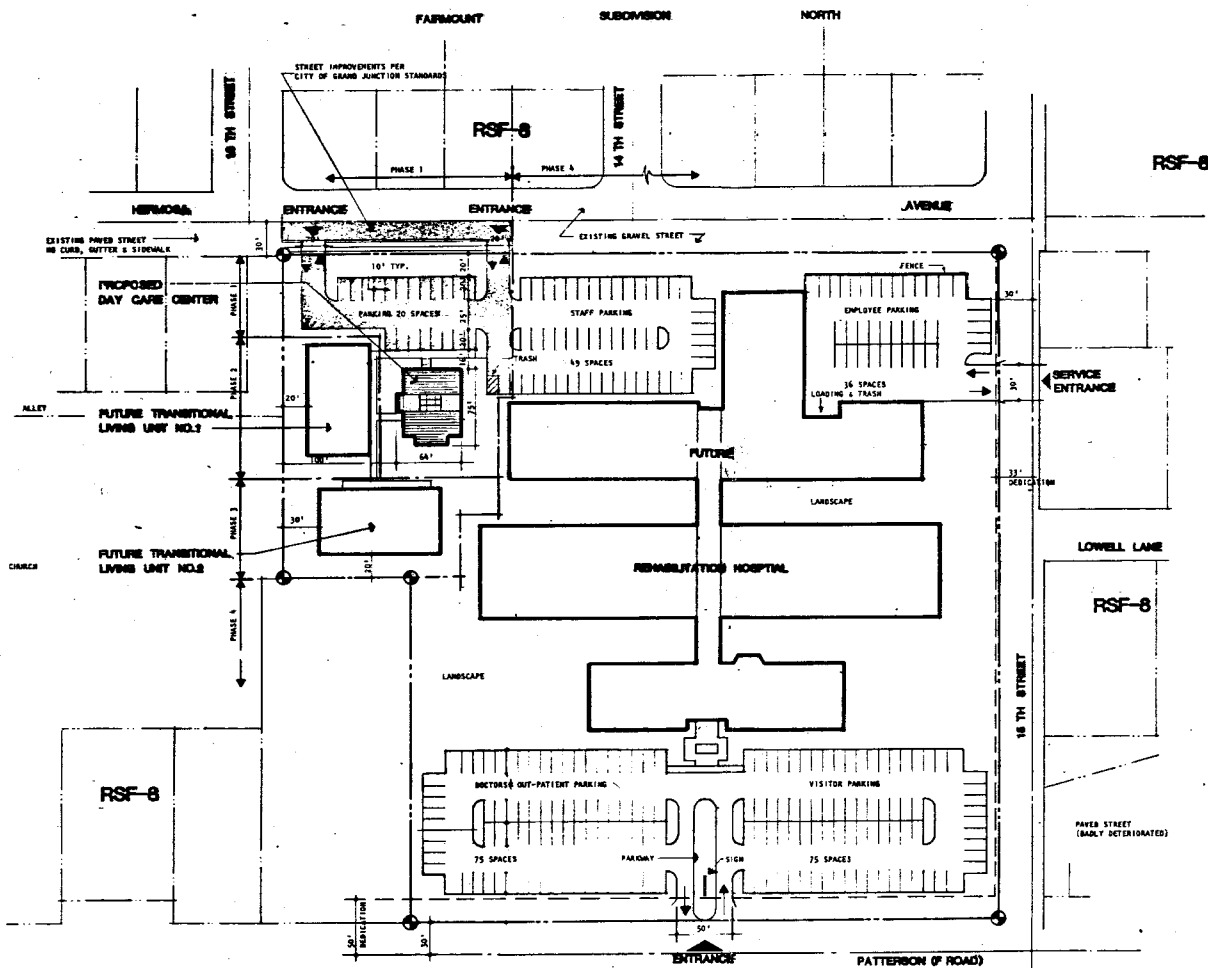 FAIRMOUNT SUBDIVISION NORTH
STREET IMPROVEMENTS PER
CITY OF GRAND JUNCTION STANDARDS
14 TH STREET
RSF-8
RSF-8
PHASE 1
PHASE 4
HERMOSA
ENTRANCE
ENTRANCE
AVENUE
EXISTING PAVED STREET
NO CURB, GUTTER & SIDEWALK
30'
EXISTING GRAVEL STREET
10' TYP.
20'
FENCE
PROPOSED
DAY CARE CENTER
30'
PHASE 1
PARKING 20 SPACES
25'
STAFF PARKING
EMPLOYEE PARKING
16'
TRASH
49 SPACES
PHASE 2
36 SPACES
LOADING & TRASH
SERVICE
ENTRANCE
30'
ALLEY
20'
FUTURE TRANSITIONAL
LIVING UNIT NO.1
75'
100'
64'
FUTURE
33'
DEDICATION
LANDSCAPE
PHASE 3
30'
FUTURE TRANSITIONAL
LIVING UNIT NO.2
20'
CHURCH
LOWELL LANE
REHABILITATION HOSPTIAL
RSF-8
PHASE 4
LANDSCAPE
15 TH STREET
RSF-8
DOCTORS & OUT-PATIENT PARKING
VISITOR PARKING
PAVED STREET
(BADLY DETERIORATED)
75 SPACES
PARKWAY
SIGN
75 SPACES
50'
DEDICATION
30'
50'
ENTRANCE
PATTERSON (F ROAD)